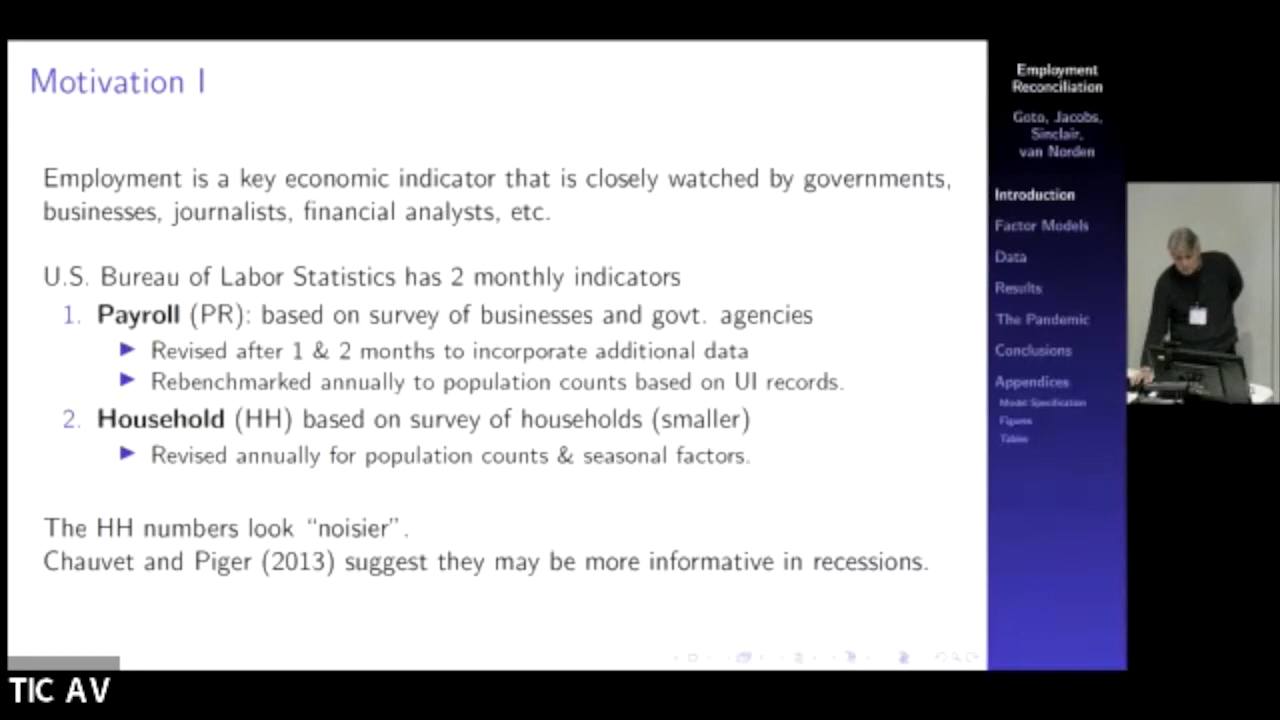 Motivation I
Employment is a key economic indicator that is closely watched by governments,
businesses, journalists, financial analysts, etc.
U.S. Bureau of Labor Statistics has 2 monthly indicators
1. Payroll (PR): based on survey of businesses and govt. agencies
▶ Revised after 1 & 2 months to incorporate additional data
▶ Rebenchmarked annually to population counts based on UI records.
2. Household (HH) based on survey of households (smaller)
▶ Revised annually for population counts & seasonal factors.
The HH numbers look “noisier”.
Chauvet and Piger (2013) suggest they may be more informative in recessions.
Employment
Reconciliation
Goto, Jacobs,
Sinclair,
van Norden
Introduction
Factor Models
Data
Results
The Pandemic
Conclusions
Appendices
Model Specification
Figures
Tables
TIC AV